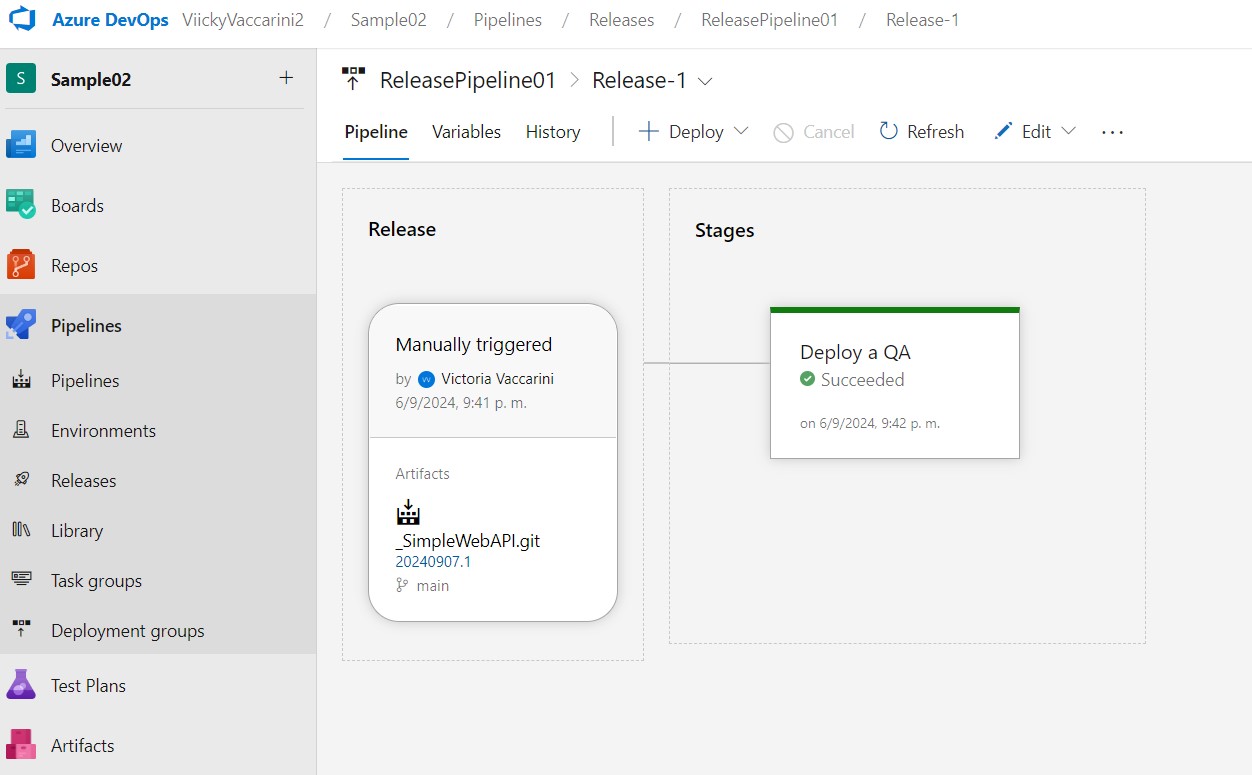 Azure DevOps ViickyVaccarini2 / Sample02 / Pipelines / Releases / ReleasePipeline01 / Release-1
S Sample02 +
Overview
Boards
Repos
Pipelines
Pipelines
Environments
Releases
Library
Task groups
Deployment groups
Test Plans
Artifacts
ReleasePipeline01 > Release-1
Pipeline Variables History Deploy Cancel Refresh Edit ...
Release
Manually triggered
by VV Victoria Vaccarini
6/9/2024, 9:41 p. m.
Artifacts
_SimpleWebAPI.git
20240907.1
main
Stages
Deploy a QA
Succeeded
on 6/9/2024, 9:42 p. m.